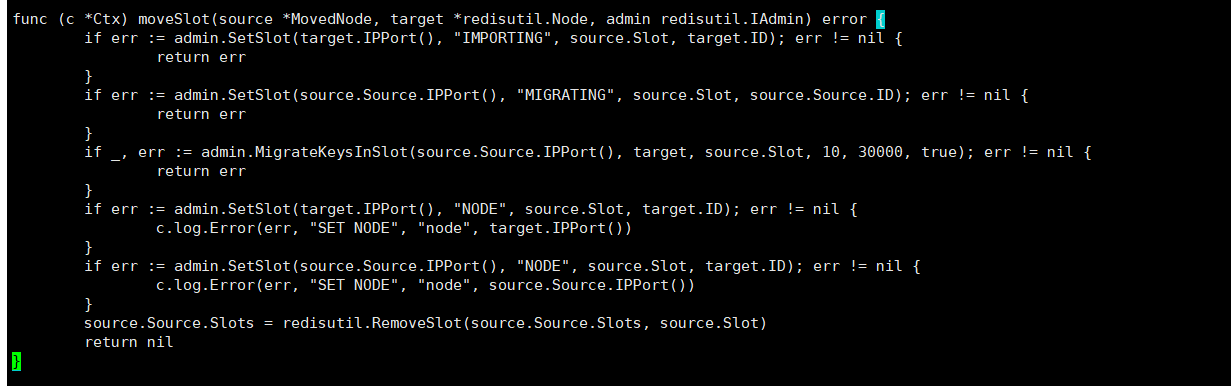 func (c *Ctx) moveSlot(source *MovedNode, target *redisutil.Node, admin redisutil.IAdmin) error {
        if err := admin.SetSlot(target.IPPort(), "IMPORTING", source.Slot, target.ID); err != nil {
                return err
        }
        if err := admin.SetSlot(source.Source.IPPort(), "MIGRATING", source.Slot, source.Source.ID); err != nil {
                return err
        }
        if _, err := admin.MigrateKeysInSlot(source.Source.IPPort(), target, source.Slot, 10, 30000, true); err != nil {
                return err
        }
        if err := admin.SetSlot(target.IPPort(), "NODE", source.Slot, target.ID); err != nil {
                c.log.Error(err, "SET NODE", "node", target.IPPort())
        }
        if err := admin.SetSlot(source.Source.IPPort(), "NODE", source.Slot, target.ID); err != nil {
                c.log.Error(err, "SET NODE", "node", source.Source.IPPort())
        }
        source.Source.Slots = redisutil.RemoveSlot(source.Source.Slots, source.Slot)
        return nil
}